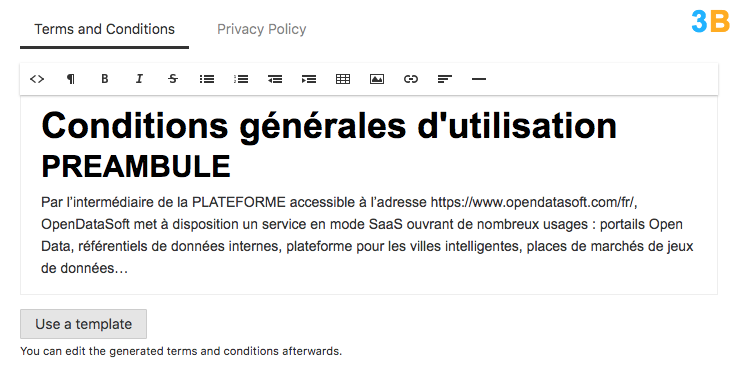 Terms and Conditions Privacy Policy
3B
B I S
Conditions générales d'utilisation
PREAMBULE
Par l’intermédiaire de la PLATEFORME accessible à l’adresse https://www.opendatasoft.com/fr/,
OpenDataSoft met à disposition un service en mode SaaS ouvrant de nombreux usages : portails Open
Data, référentiels de données internes, plateforme pour les villes intelligentes, places de marchés de jeux
de données…
Use a template
You can edit the generated terms and conditions afterwards.